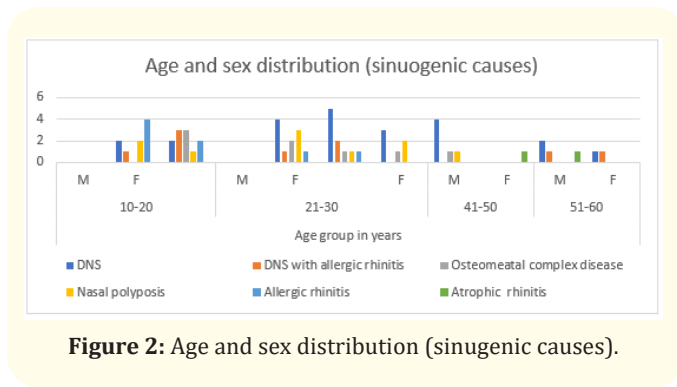 Age and sex distribution (sinuogenic causes)
6
4
2
0
M F M F F M F M F
10-20 21-30 41-50 51-60
Age group in years
DNS DNS with allergic rhinitis Osteomeatal complex disease
Nasal polyposis Allergic rhinitis Atrophic rhinitis
Figure 2: Age and sex distribution (sinugenic causes).